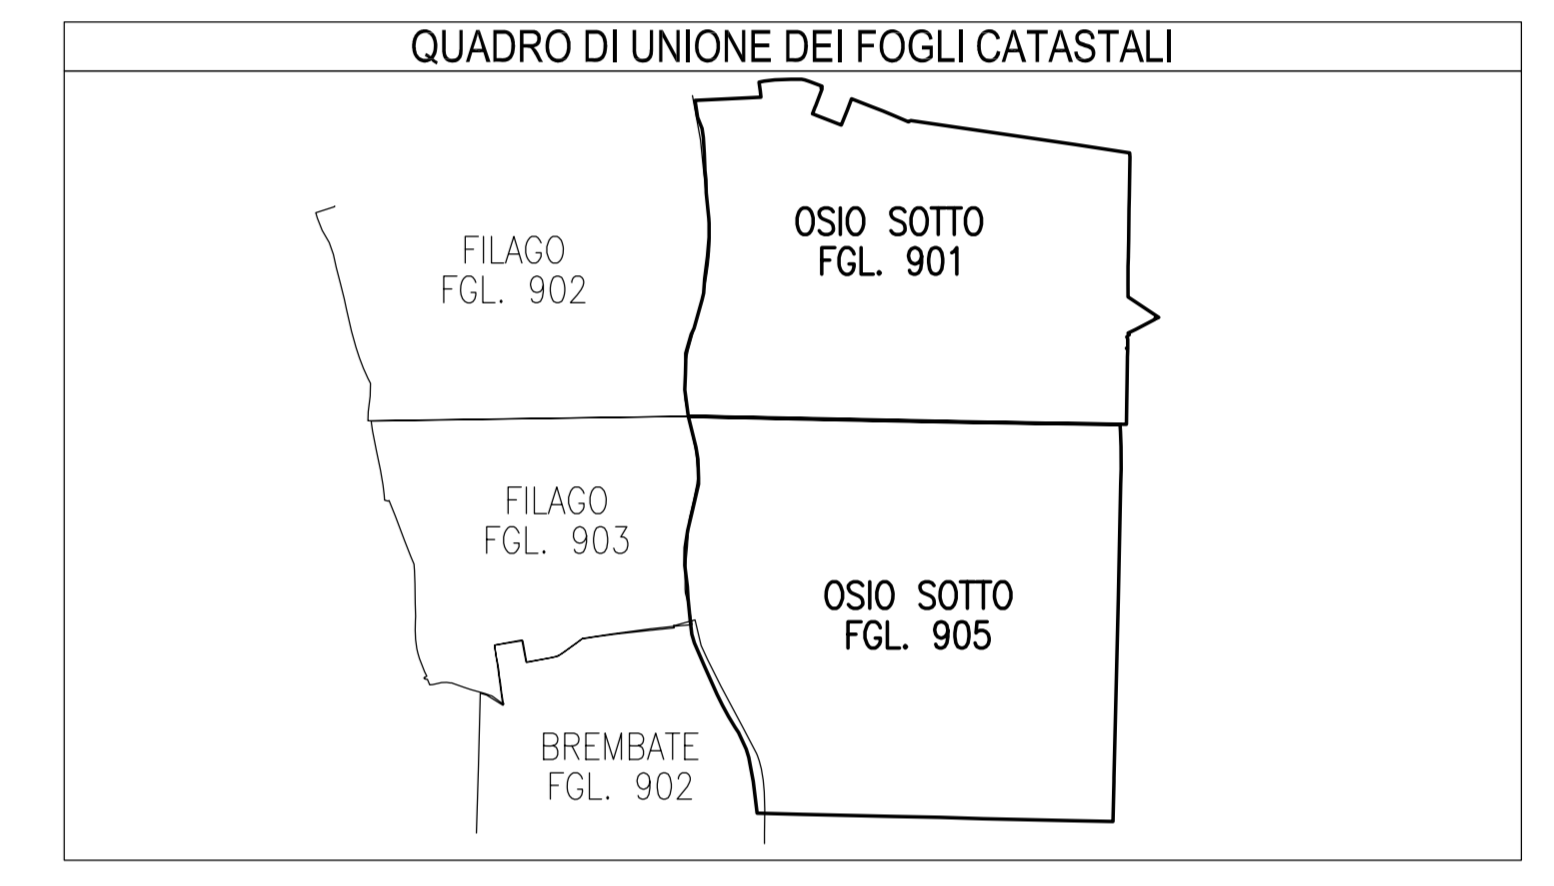 QUADRO DI UNIONE DEI FOGLI CATASTALI
OSIO SOTTO
FGL. 901
FILAGO
FGL. 902
FILAGO
FGL. 903
OSIO SOTTO
FGL. 905
BREMBATE
FGL. 902